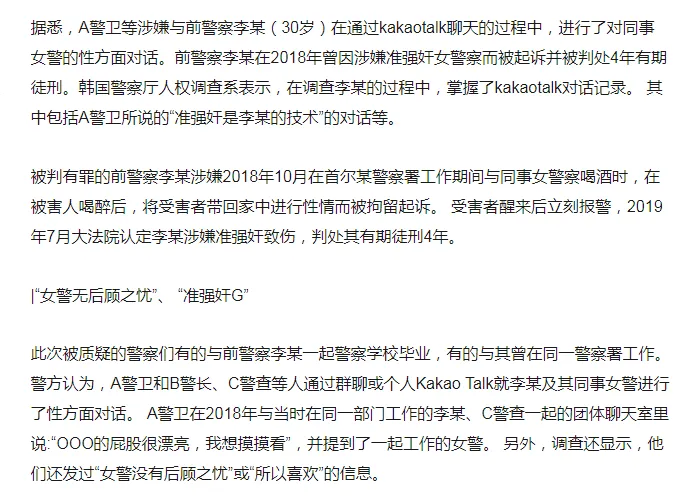 据悉，A警卫等涉嫌与前警察李某（30岁）在通过kakaotalk聊天的过程中，进行了对同事
女警的性方面对话。前警察李某在2018年曾因涉嫌准强奸女警察而被起诉并被判处4年有期
徒刑。韩国警察厅人权调查系表示，在调查李某的过程中，掌握了kakaotalk对话记录。 其
中包括A警卫所说的“准强奸是李某的技术”的对话等。
被判有罪的前警察李某涉嫌2018年10月在首尔某警察署工作期间与同事女警察喝酒时，在
被害人喝醉后，将受害者带回家中进行性情而被拘留起诉。 受害者醒来后立刻报警，2019
年7月大法院认定李某涉嫌准强奸致伤，判处其有期徒刑4年。
|“女警无后顾之忧”、 “准强奸G”
此次被质疑的警察们有的与前警察李某一起警察学校毕业，有的与其曾在同一警察署工作。
警方认为，A警卫和B警长、C警查等人通过群聊或个人Kakao Talk就李某及其同事女警进行
了性方面对话。 A警卫在2018年与当时在同一部门工作的李某、C警查一起的团体聊天室里
说:“OOO的屁股很漂亮，我想摸摸看”，并提到了一起工作的女警。 另外，调查还显示，他
们还发过“女警没有后顾之忧”或“所以喜欢”的信息。